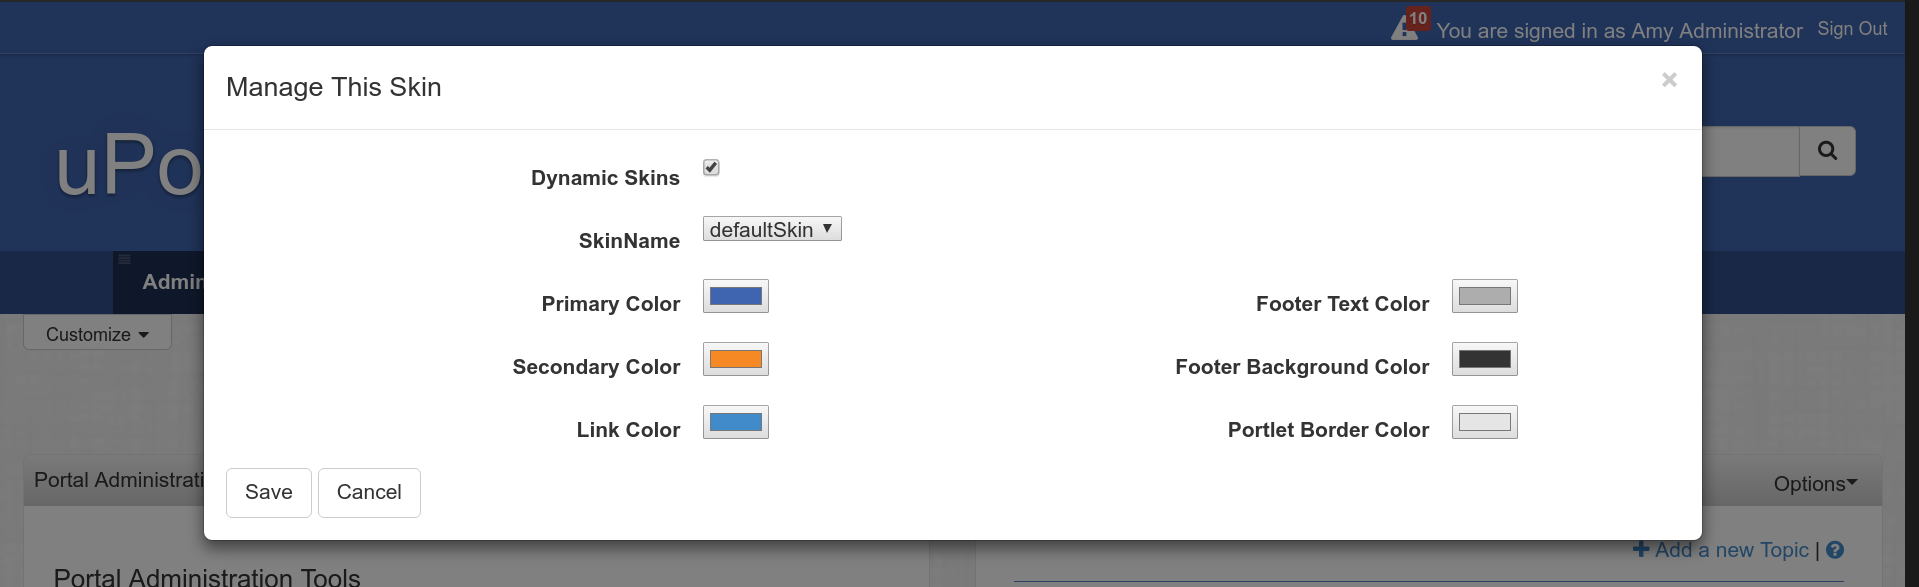 10
You are signed in as Amy Administrator Sign Out
Manage This Skin
×
uPo
Dynamic Skins
SkinName defaultSkin
Admin
Primary Color
Footer Text Color
Customize
Secondary Color
Footer Background Color
Link Color
Portlet Border Color
Portal Administrati
Options
Save Cancel
Add a new Topic | ?
Portal Administration Tools